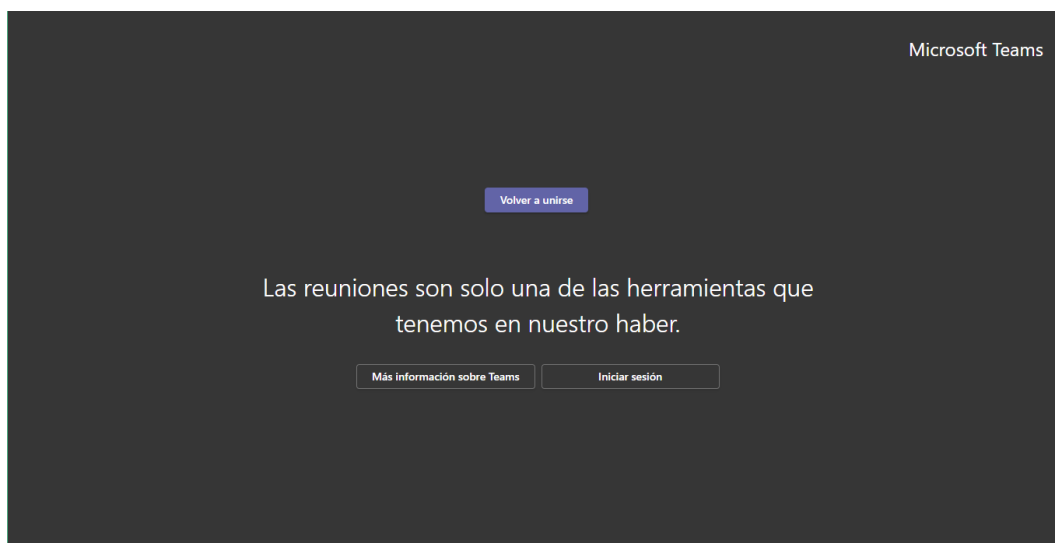 Microsoft Teams
Volver a unirse
Las reuniones son solo una de las herramientas que
tenemos en nuestro haber.
Más información sobre Teams
Iniciar sesión